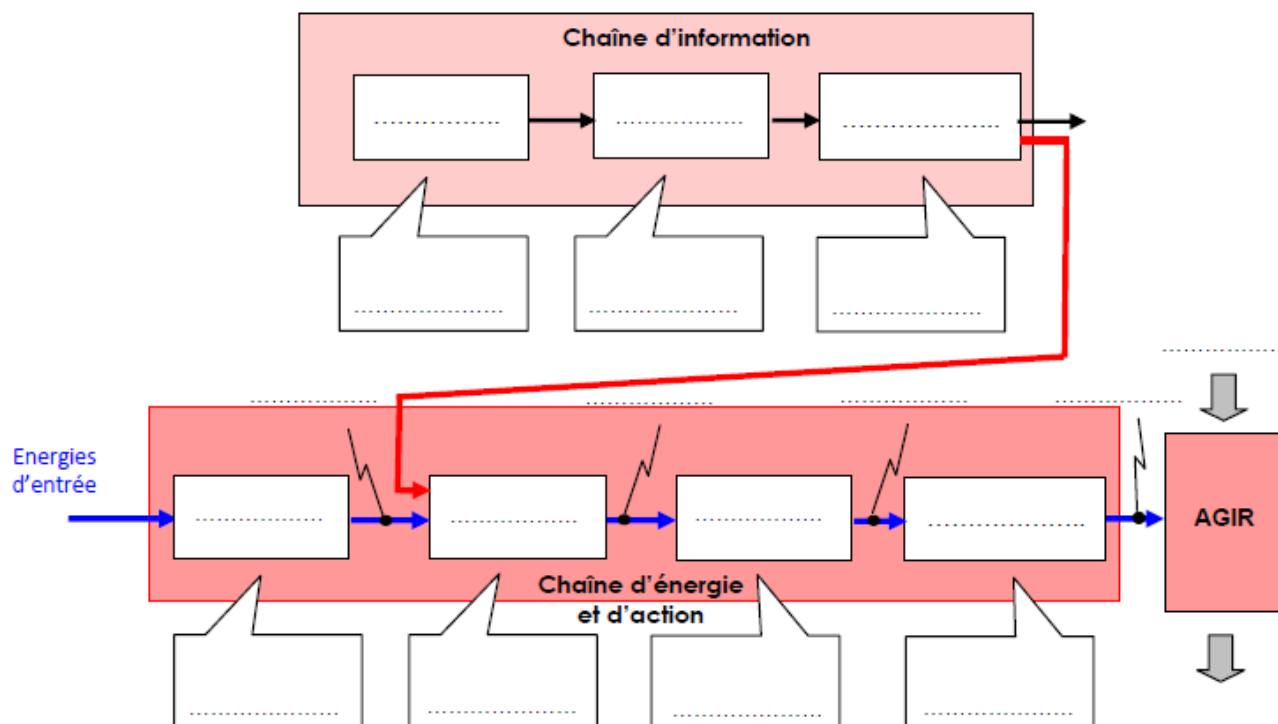 Chaîne d'information
Energies
d'entrée
AGIR
Chaîne d'énergie
et d'action